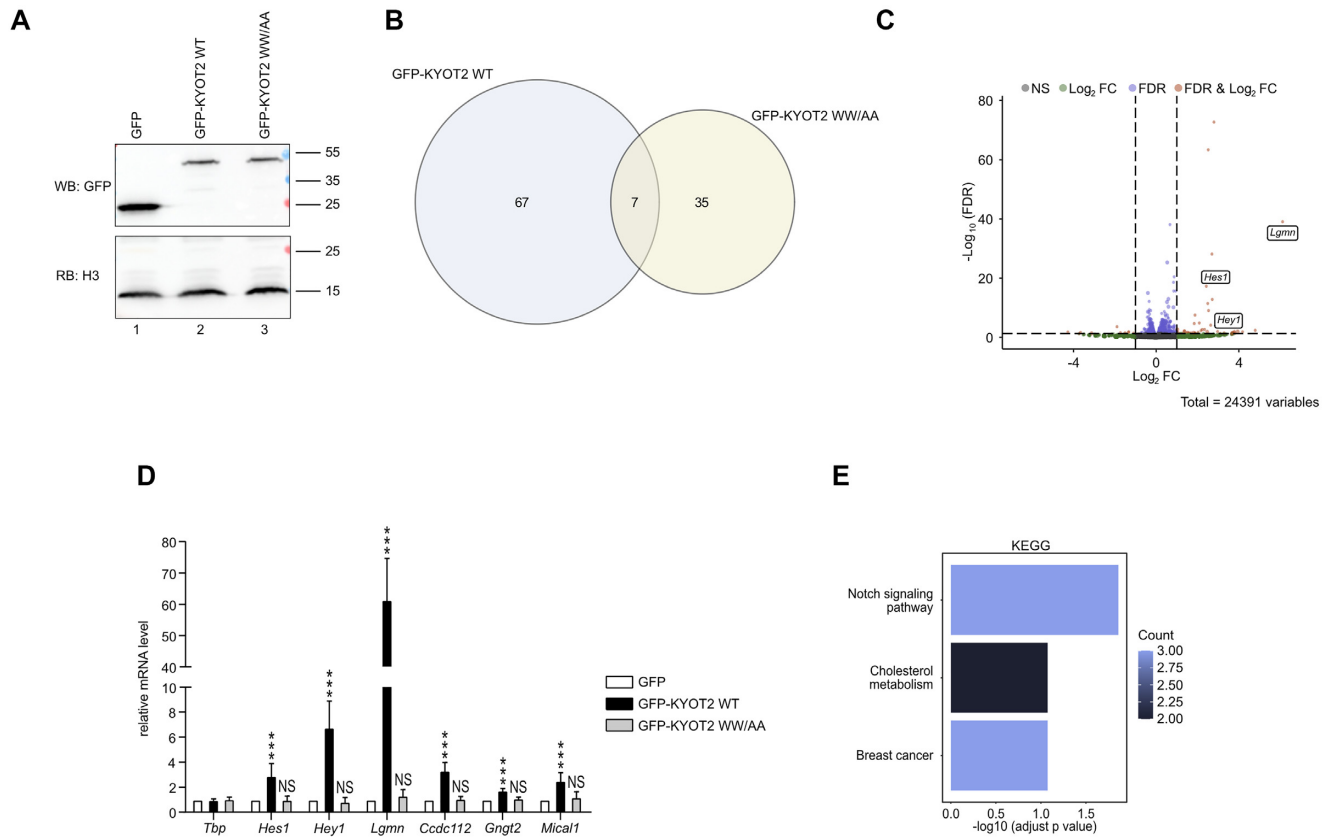 A
GFP
GFP-KYOT2 WT
GFP-KYOT2 WW/AA
WB: GFP
55
35
25
RB: H3
25
15
1 2 3
B
GFP-KYOT2 WT
GFP-KYOT2 WW/AA
67 7 35
C
NS Log2 FC FDR FDR & Log2 FC
-Log10 (FDR)
80
60
40
20
0
Lgmn
Hes1
Hey1
-4 0 4
Log2 FC
Total = 24391 variables
D
relative mRNA level
80
70
60
50
40
10
8
6
4
2
0
*** NS
*** NS
*** NS
*** NS
*** NS
*** NS
Tbp Hes1 Hey1 Lgmn Ccdc112 Gngt2 Mical1
GFP
GFP-KYOT2 WT
GFP-KYOT2 WW/AA
E
KEGG
Notch signaling
pathway
Cholesterol
metabolism
Breast cancer
0.0 0.5 1.0 1.5
-log10 (adjust p value)
Count
3.00
2.75
2.50
2.25
2.00